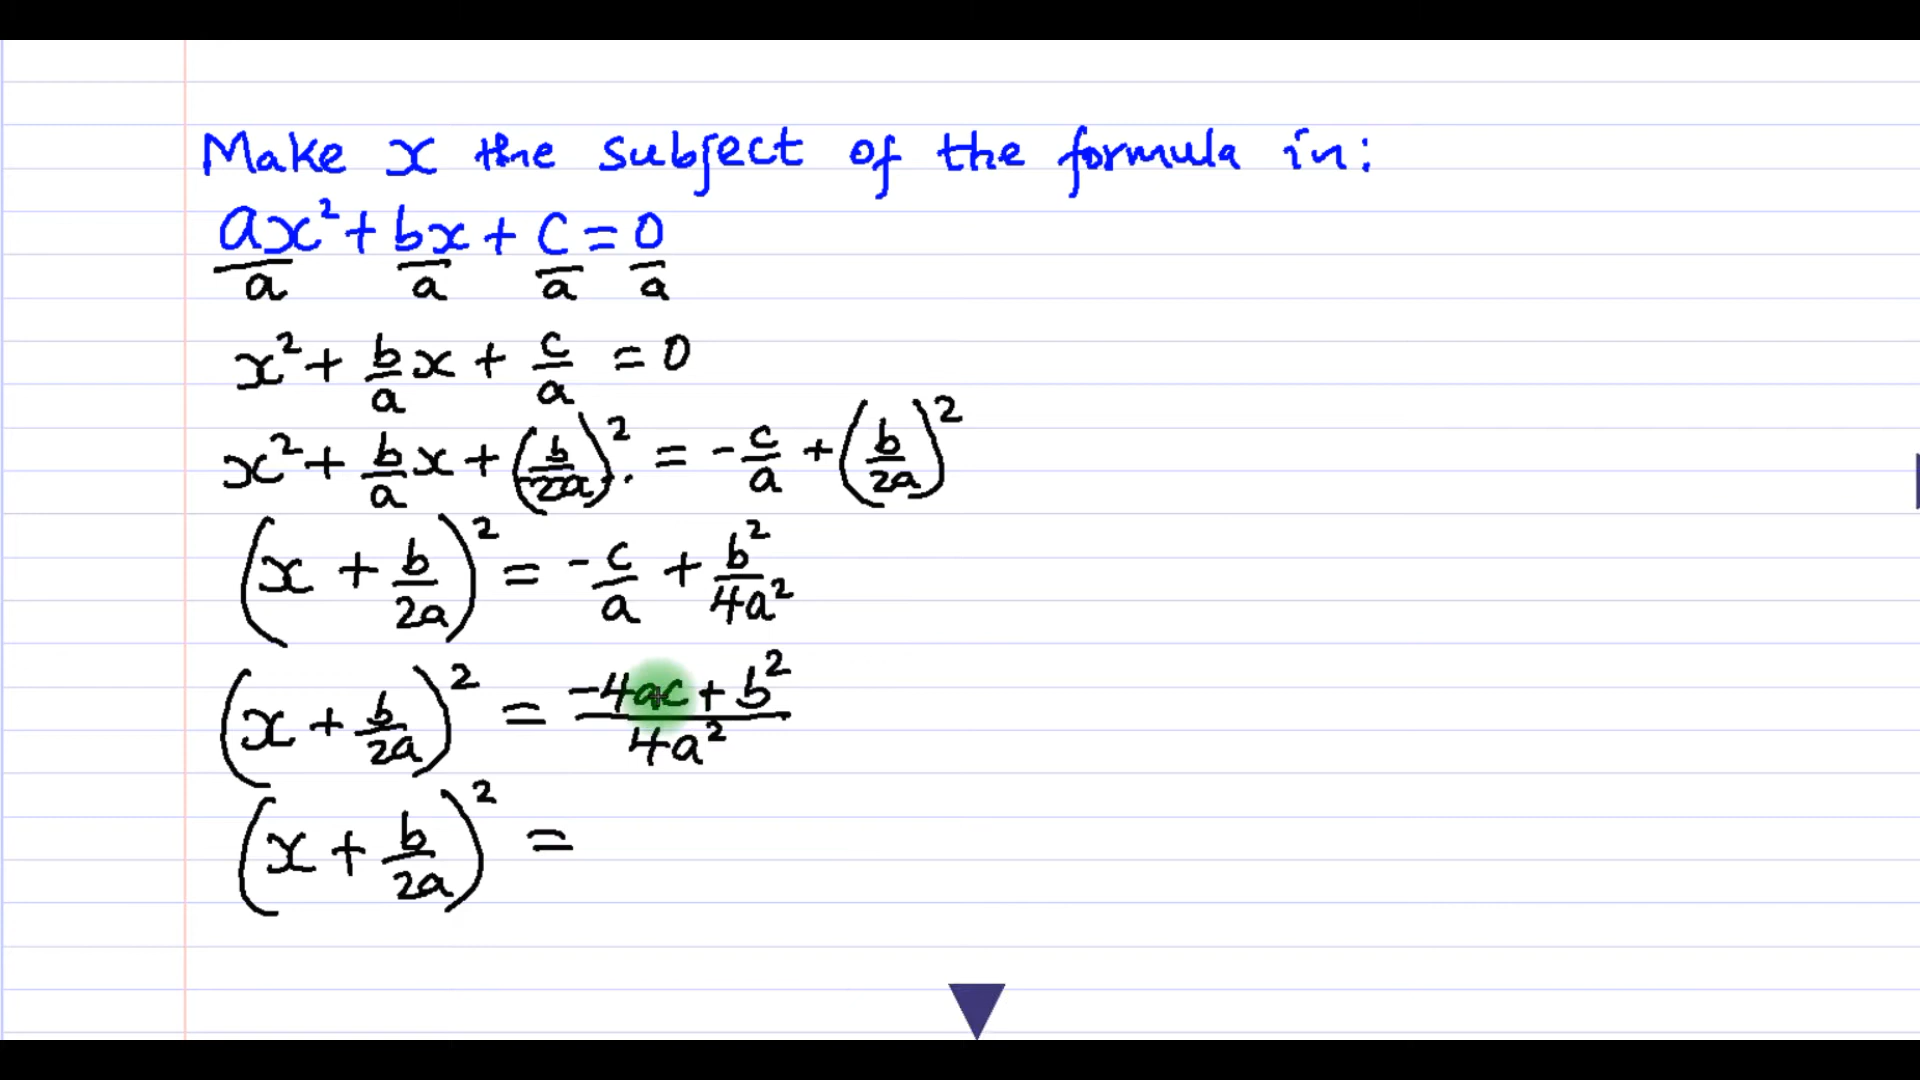 Make x the subject of the formula in:
ax²/a + bx/a + c/a = 0/a
x² + b/a x + c/a = 0
x² + b/a x + (b/2a)². = -c/a + (b/2a)²
(x + b/2a)² = -c/a + b²/4a²
(x + b/2a)² = (-4ac + b²)/4a²
(x + b/2a)² =